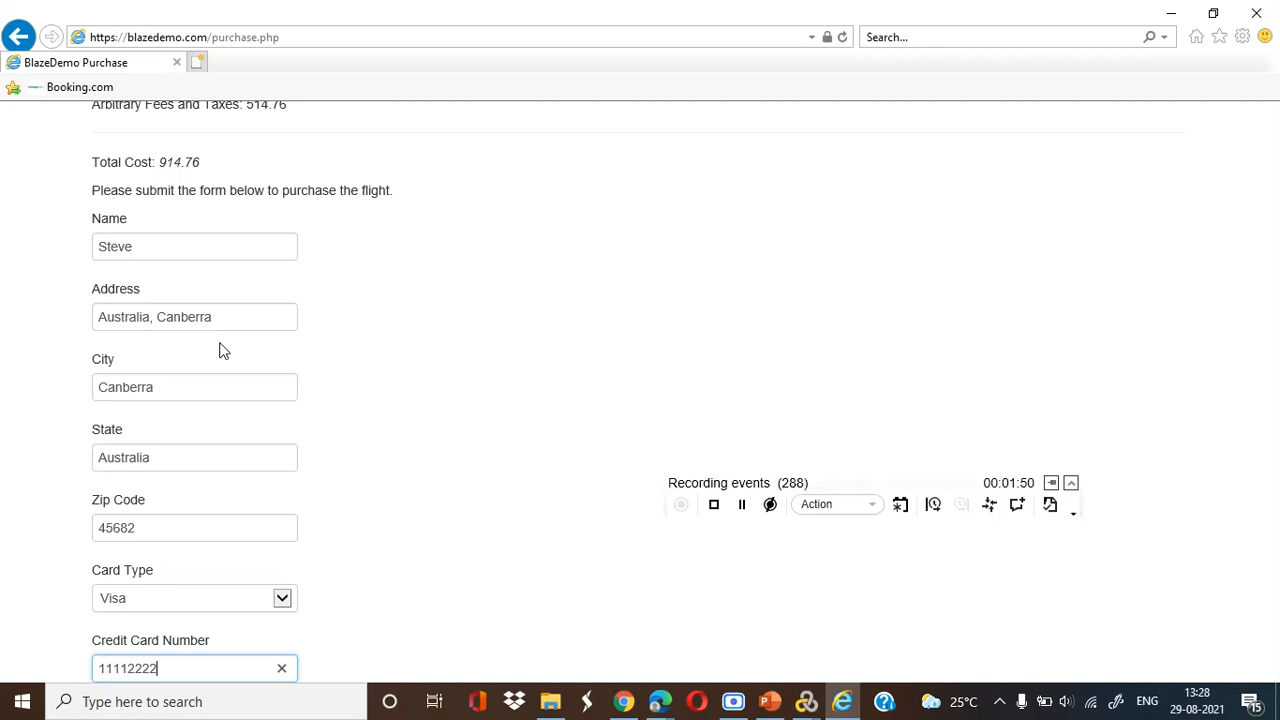 https://blazedemo.com/purchase.php
Search...
BlazeDemo Purchase
Booking.com
Arbitrary Fees and Taxes: 514.76
Total Cost: 914.76
Please submit the form below to purchase the flight.
Name
Steve
Address
Australia, Canberra
City
Canberra
State
Australia
Zip Code
45682
Card Type
Visa
Credit Card Number
11112222
Recording events (288)
00:01:50
Action
Type here to search
25°C
ENG
13:28
29-08-2021
15